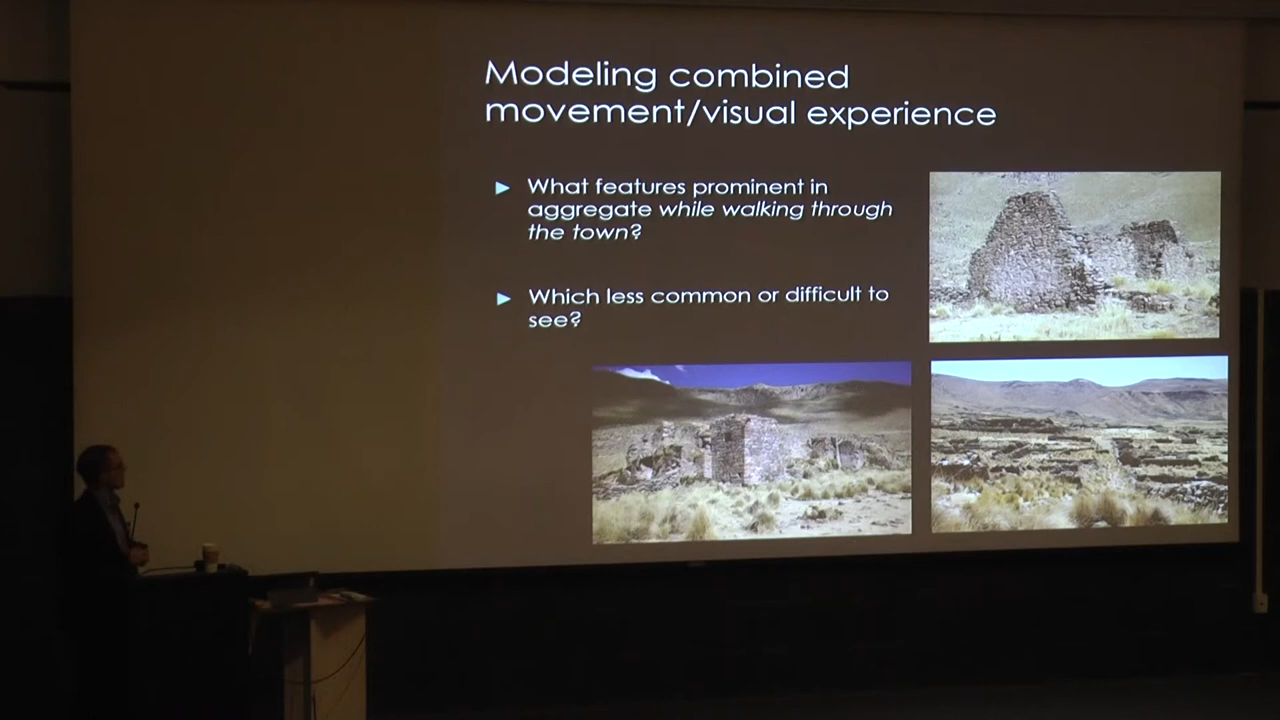 Modeling combined
movement/visual experience
► What features prominent in
aggregate while walking through
the town?
► Which less common or difficult to
see?